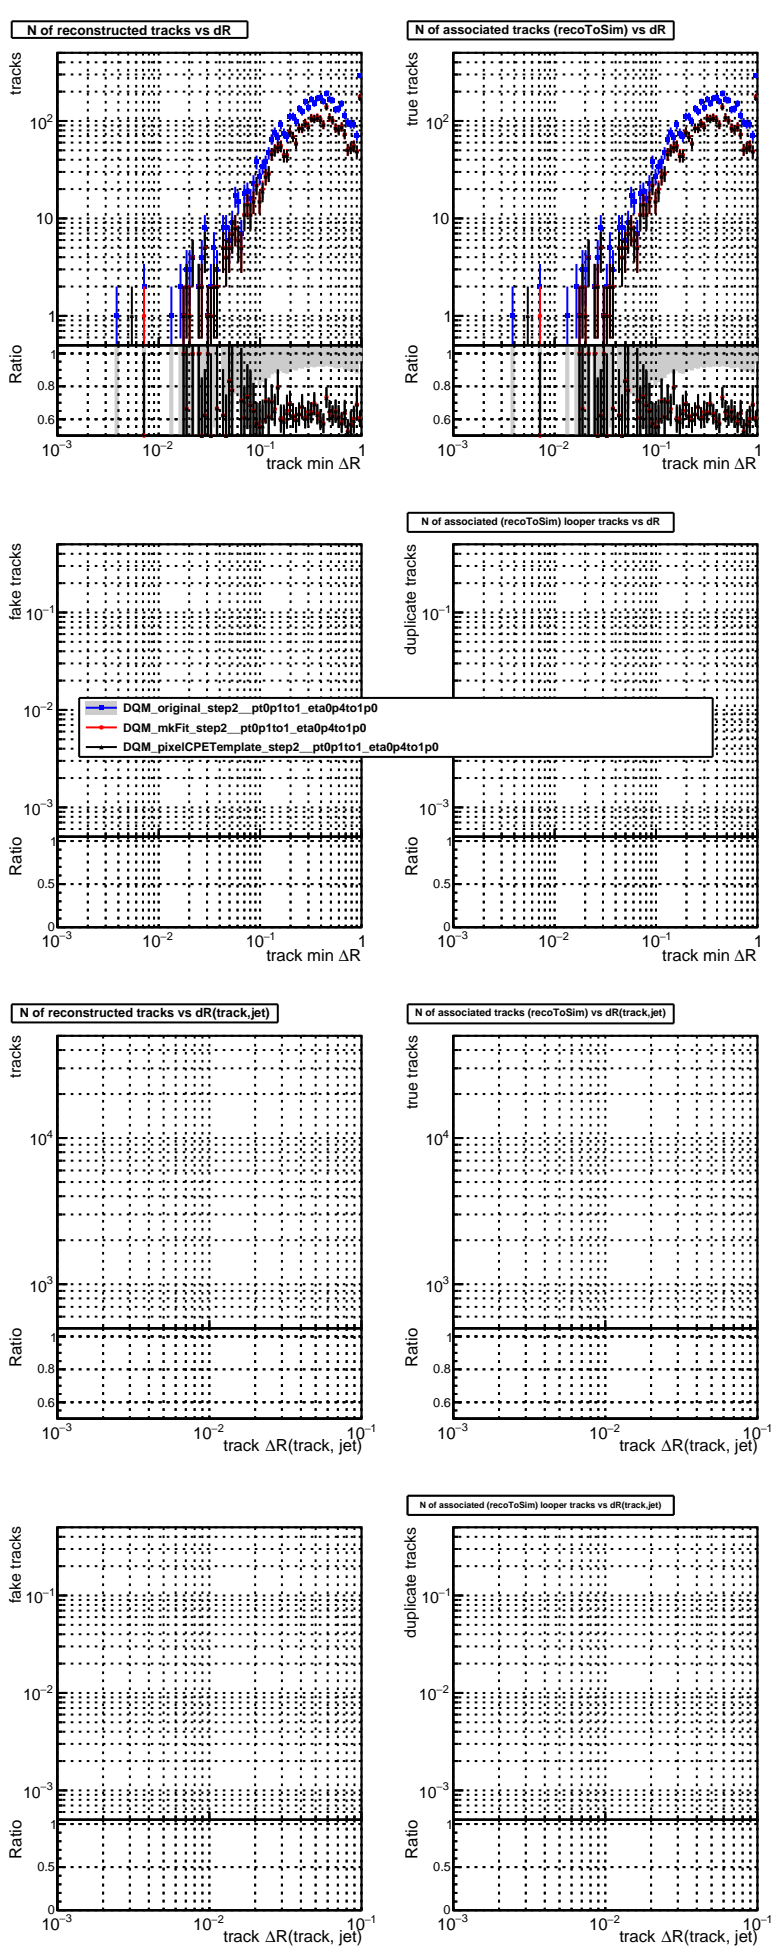 N of reconstructed tracks vs dR
N of associated tracks (recoToSim) vs dR
tracks
10²
10
1
Ratio
1
0.8
0.6
10⁻³ 10⁻² 10⁻¹ 1
track min ΔR
true tracks
10²
10
1
Ratio
1
0.8
0.6
10⁻³ 10⁻² 10⁻¹ 1
track min ΔR
N of associated (recoToSim) looper tracks vs dR
fake tracks
10⁻¹
10⁻²
10⁻³
Ratio
1
0.5
0
10⁻³ 10⁻² 10⁻¹ 1
track min ΔR
duplicate tracks
10⁻¹
10⁻²
10⁻³
Ratio
1
0.5
0
10⁻³ 10⁻² 10⁻¹ 1
track min ΔR
DQM_original_step2__pt0p1to1_eta0p4to1p0
DQM_mkFit_step2__pt0p1to1_eta0p4to1p0
DQM_pixelCPETemplate_step2__pt0p1to1_eta0p4to1p0
N of reconstructed tracks vs dR(track,jet)
N of associated tracks (recoToSim) vs dR(track,jet)
tracks
10⁴
10³
Ratio
1
0.8
0.6
10⁻³ 10⁻² 10⁻¹
track ΔR(track, jet)
true tracks
10⁴
10³
Ratio
1
0.8
0.6
10⁻³ 10⁻² 10⁻¹
track ΔR(track, jet)
N of associated (recoToSim) looper tracks vs dR(track,jet)
fake tracks
10⁻¹
10⁻²
10⁻³
Ratio
1
0.5
0
10⁻³ 10⁻² 10⁻¹
track ΔR(track, jet)
duplicate tracks
10⁻¹
10⁻²
10⁻³
Ratio
1
0.5
0
10⁻³ 10⁻² 10⁻¹
track ΔR(track, jet)